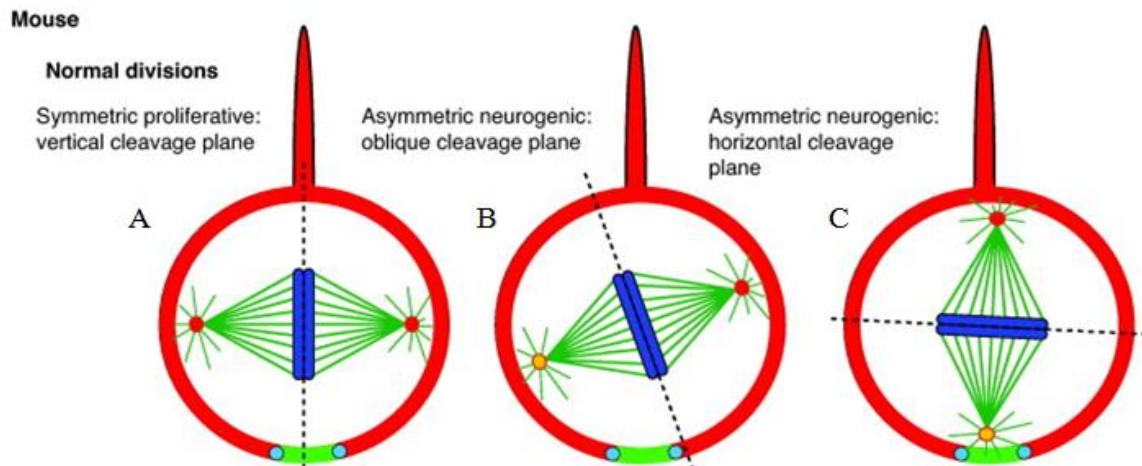 Mouse
Normal divisions
Symmetric proliferative:
vertical cleavage plane
Asymmetric neurogenic:
oblique cleavage plane
Asymmetric neurogenic:
horizontal cleavage
plane
A
B
C